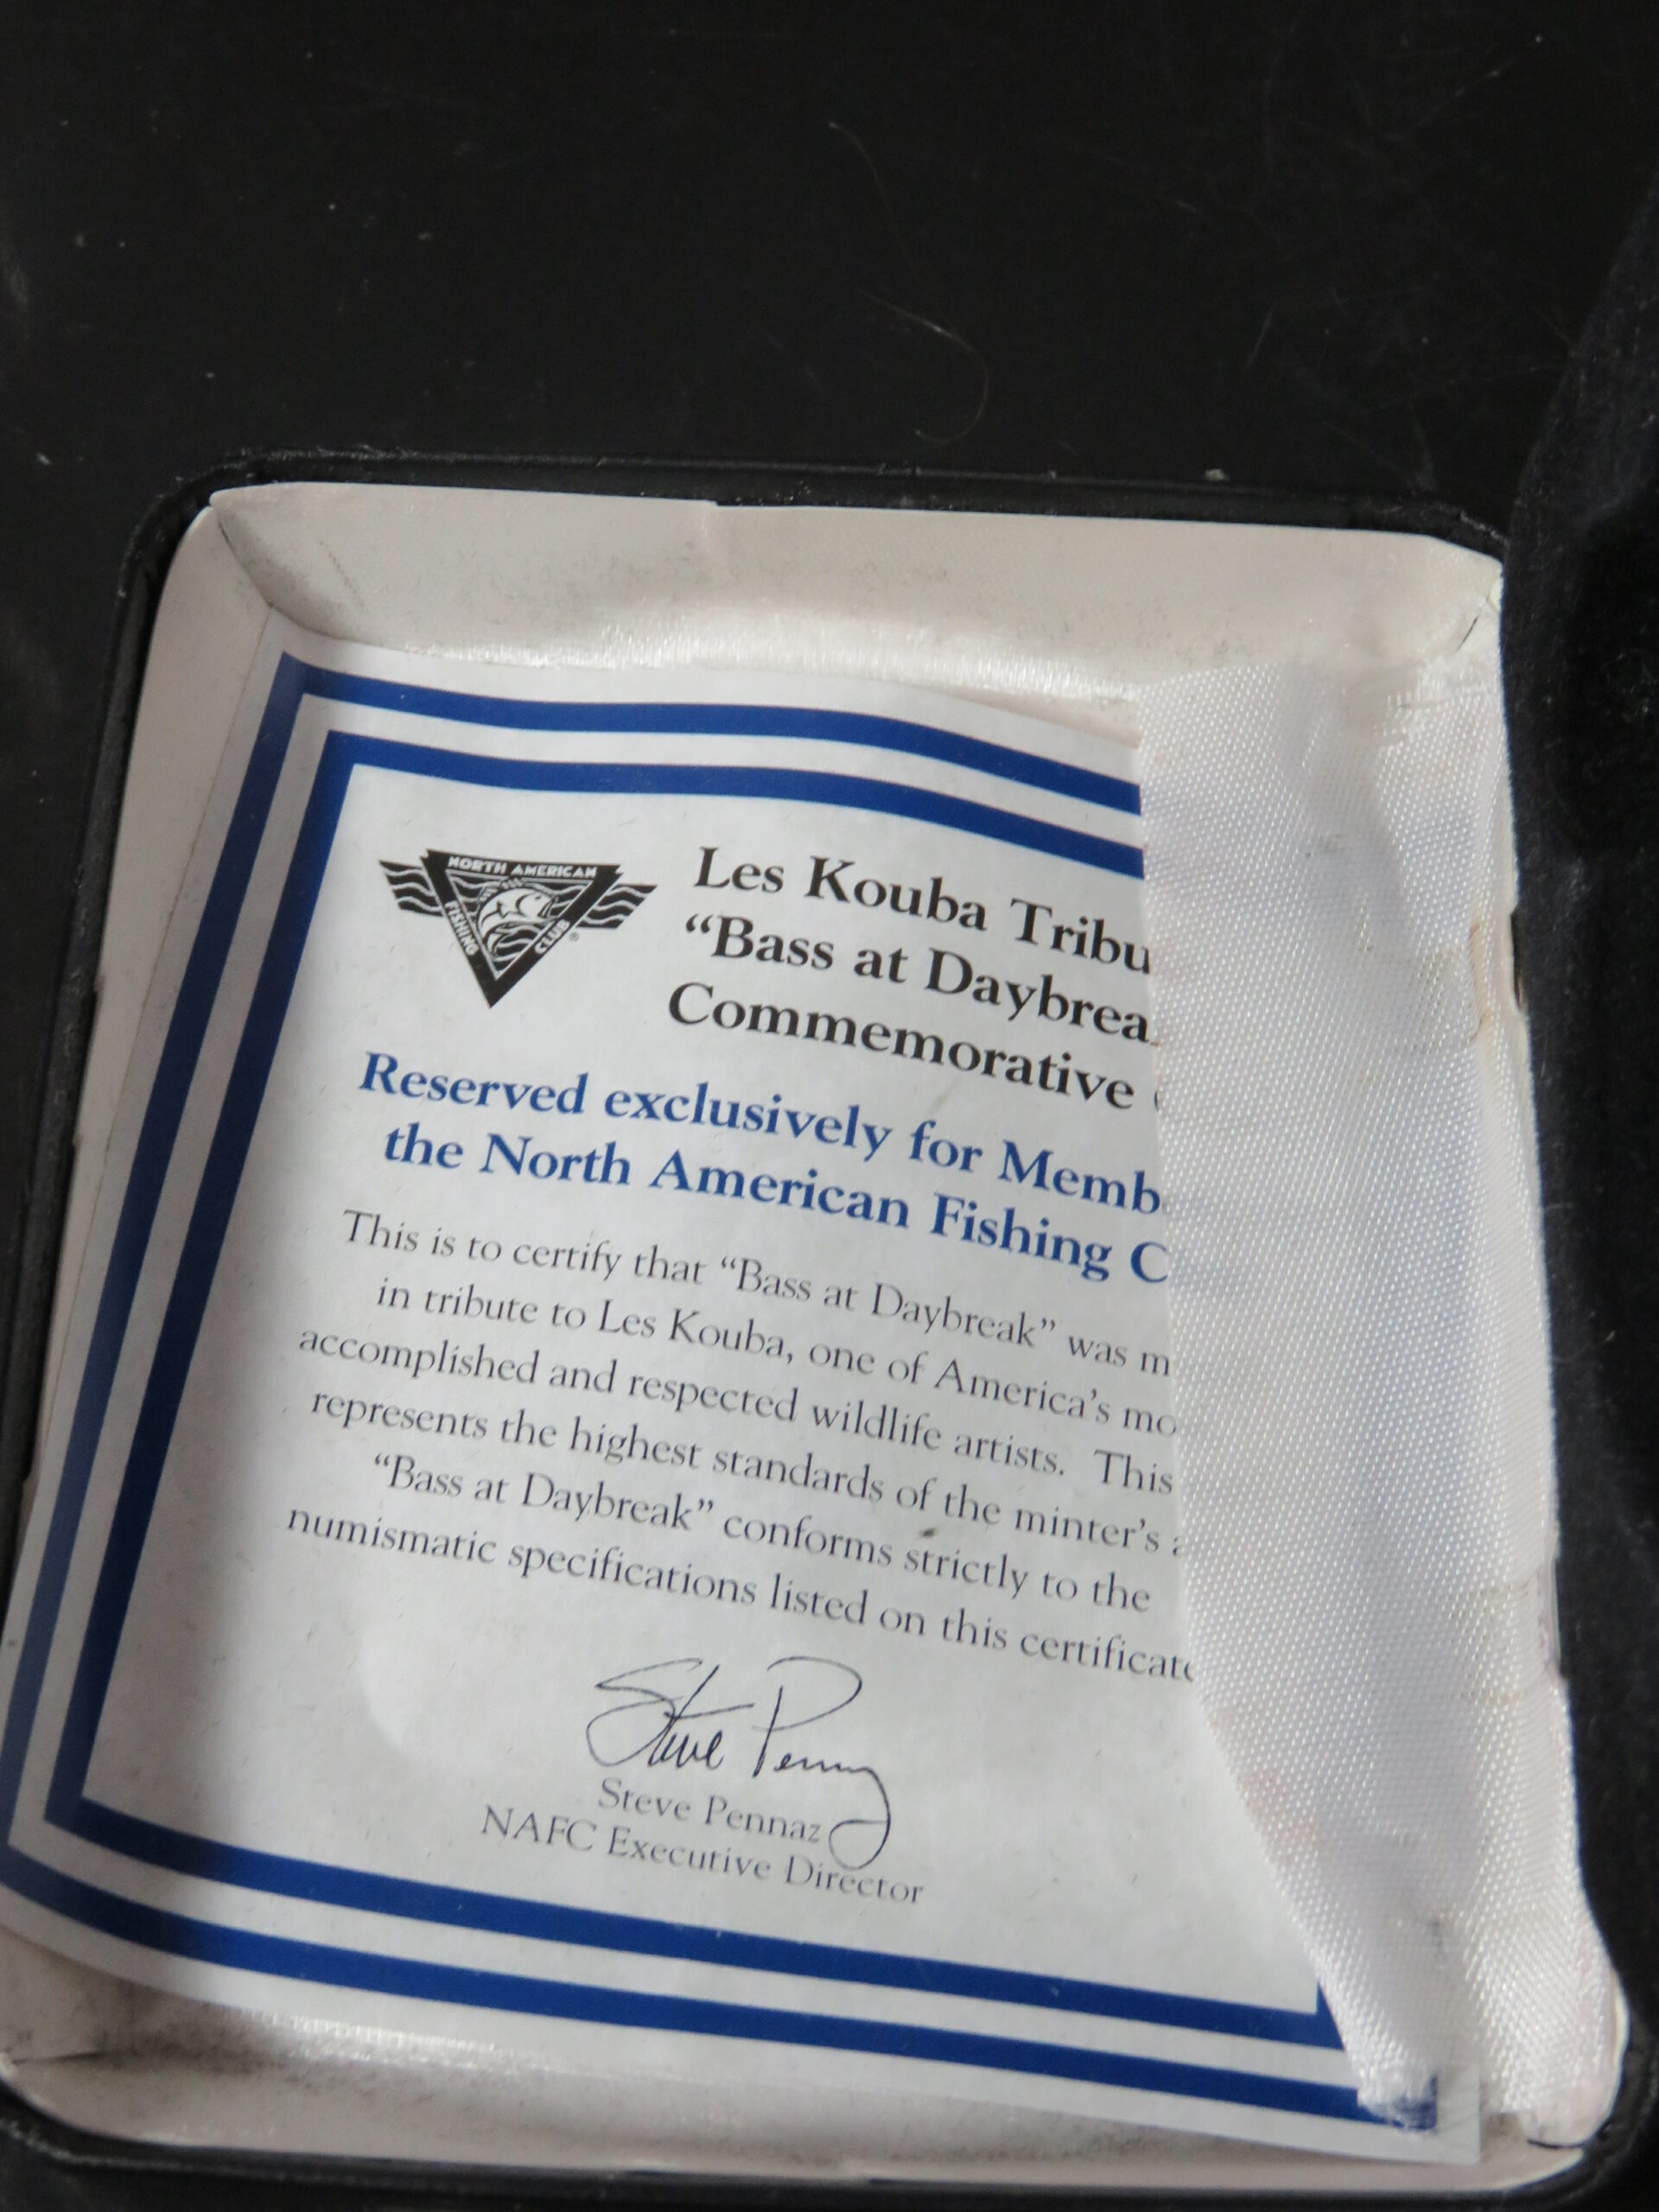 NORTH AMERICAN
FISHING
CLUB®
Les Kouba Tribu
“Bass at Daybrea
Commemorative
Reserved exclusively for Memb
the North American Fishing C
This is to certify that “Bass at Daybreak” was m
in tribute to Les Kouba, one of America’s mo
accomplished and respected wildlife artists. This
represents the highest standards of the minter’s a
“Bass at Daybreak” conforms strictly to the
numismatic specifications listed on this certificate
Steve Pennaz
Steve Pennaz
NAFC Executive Director